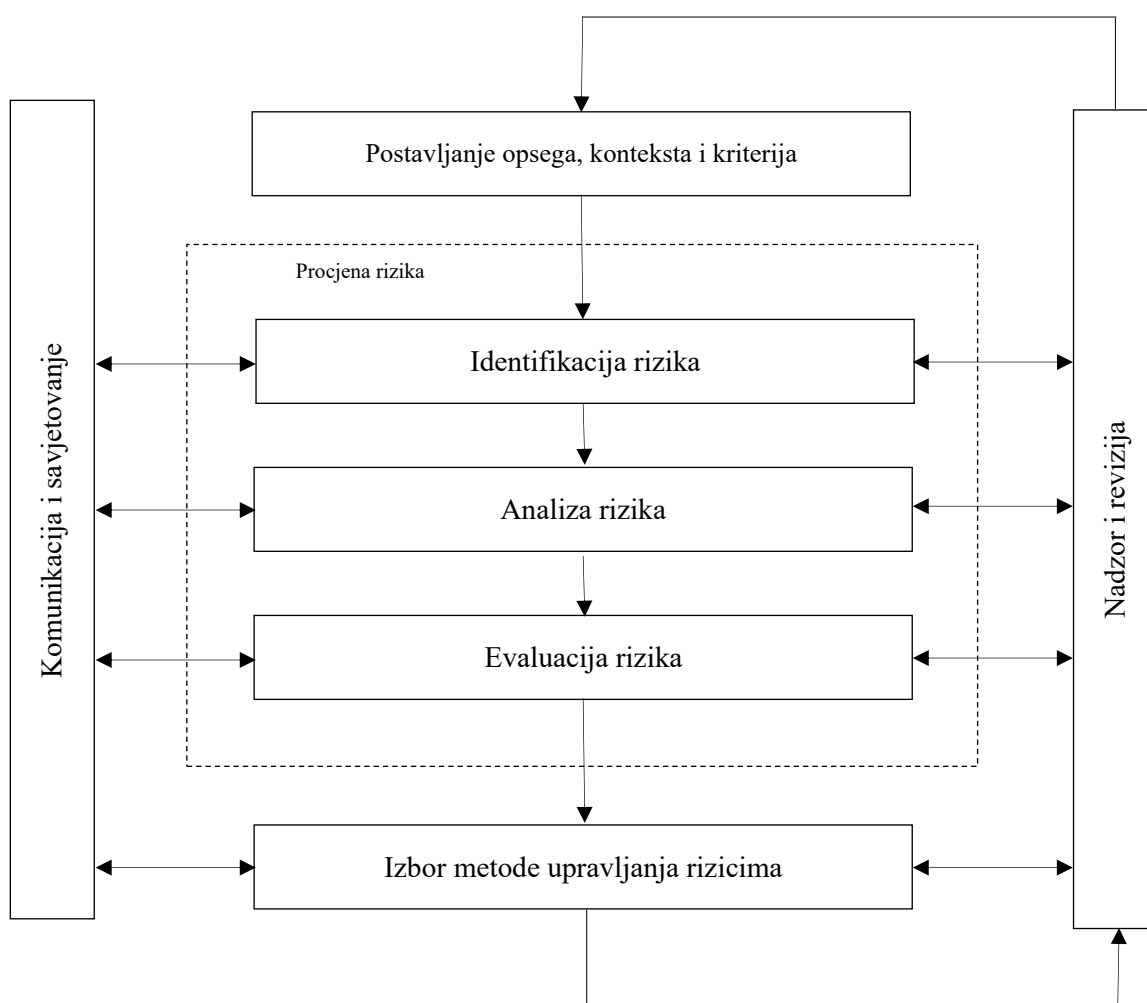 Postavljanje opsega, konteksta i kriterija
Procjena rizika
Identifikacija rizika
Analiza rizika
Evaluacija rizika
Izbor metode upravljanja rizicima
Komunikacija i savjetovanje
Nadzor i revizija